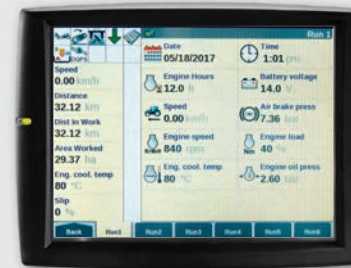 Run 1
DGPS
Speed
0.00 km/h
Distance
32.12 km
Dist In Work
32.12 km
Area Worked
29.37 ha
Eng. cool. temp
80 °C
Slip
0 %
Date
05/18/2017
Time
1:01 pm
Engine Hours
12.0 h
Battery voltage
14.0 V
Speed
0.00 km/h
Air brake press
7.36 bar
Engine speed
840 rpm
n/min
Engine load
40 %
Nm
Eng. cool. temp
80 °C
Engine oil press
2.60 bar
Back Run1 Run2 Run3 Run4 Run5 Run6